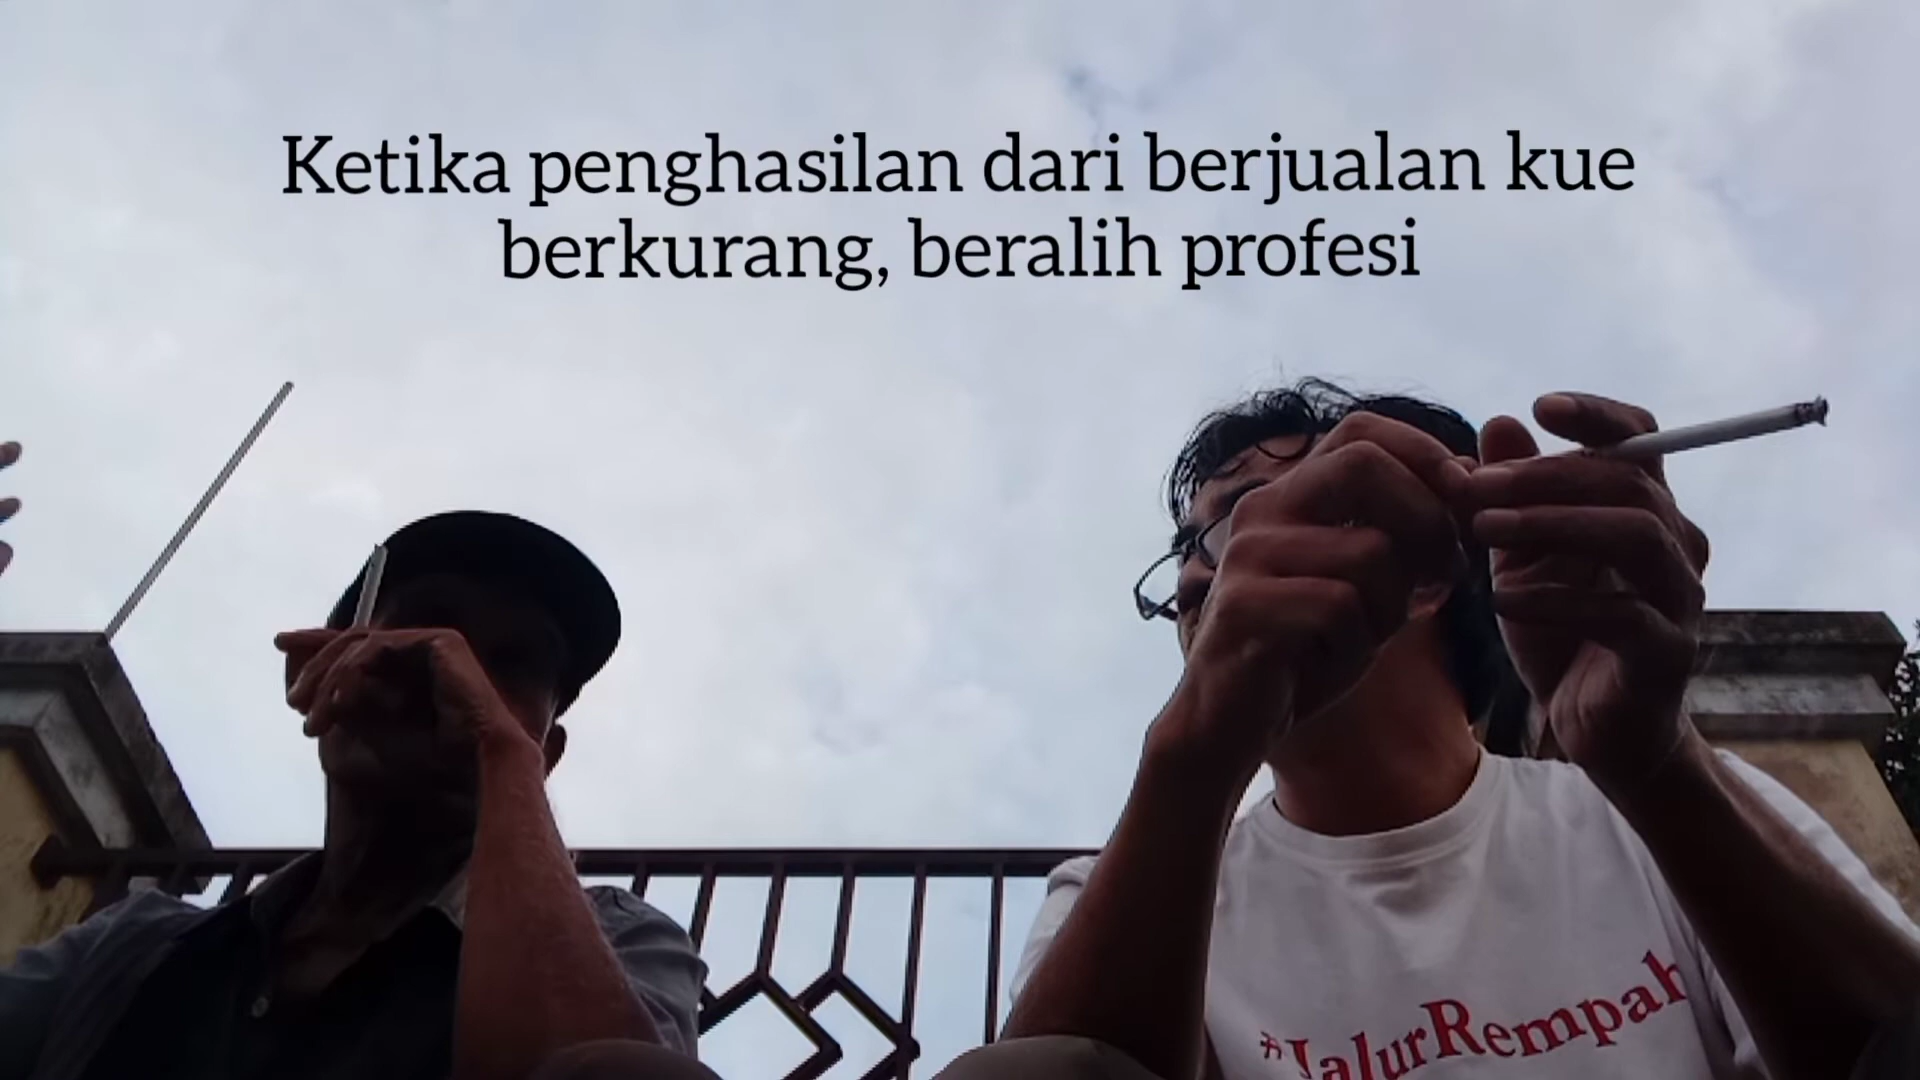 Ketika penghasilan dari berjualan kue
berkurang, beralih profesi
#JalurRempah